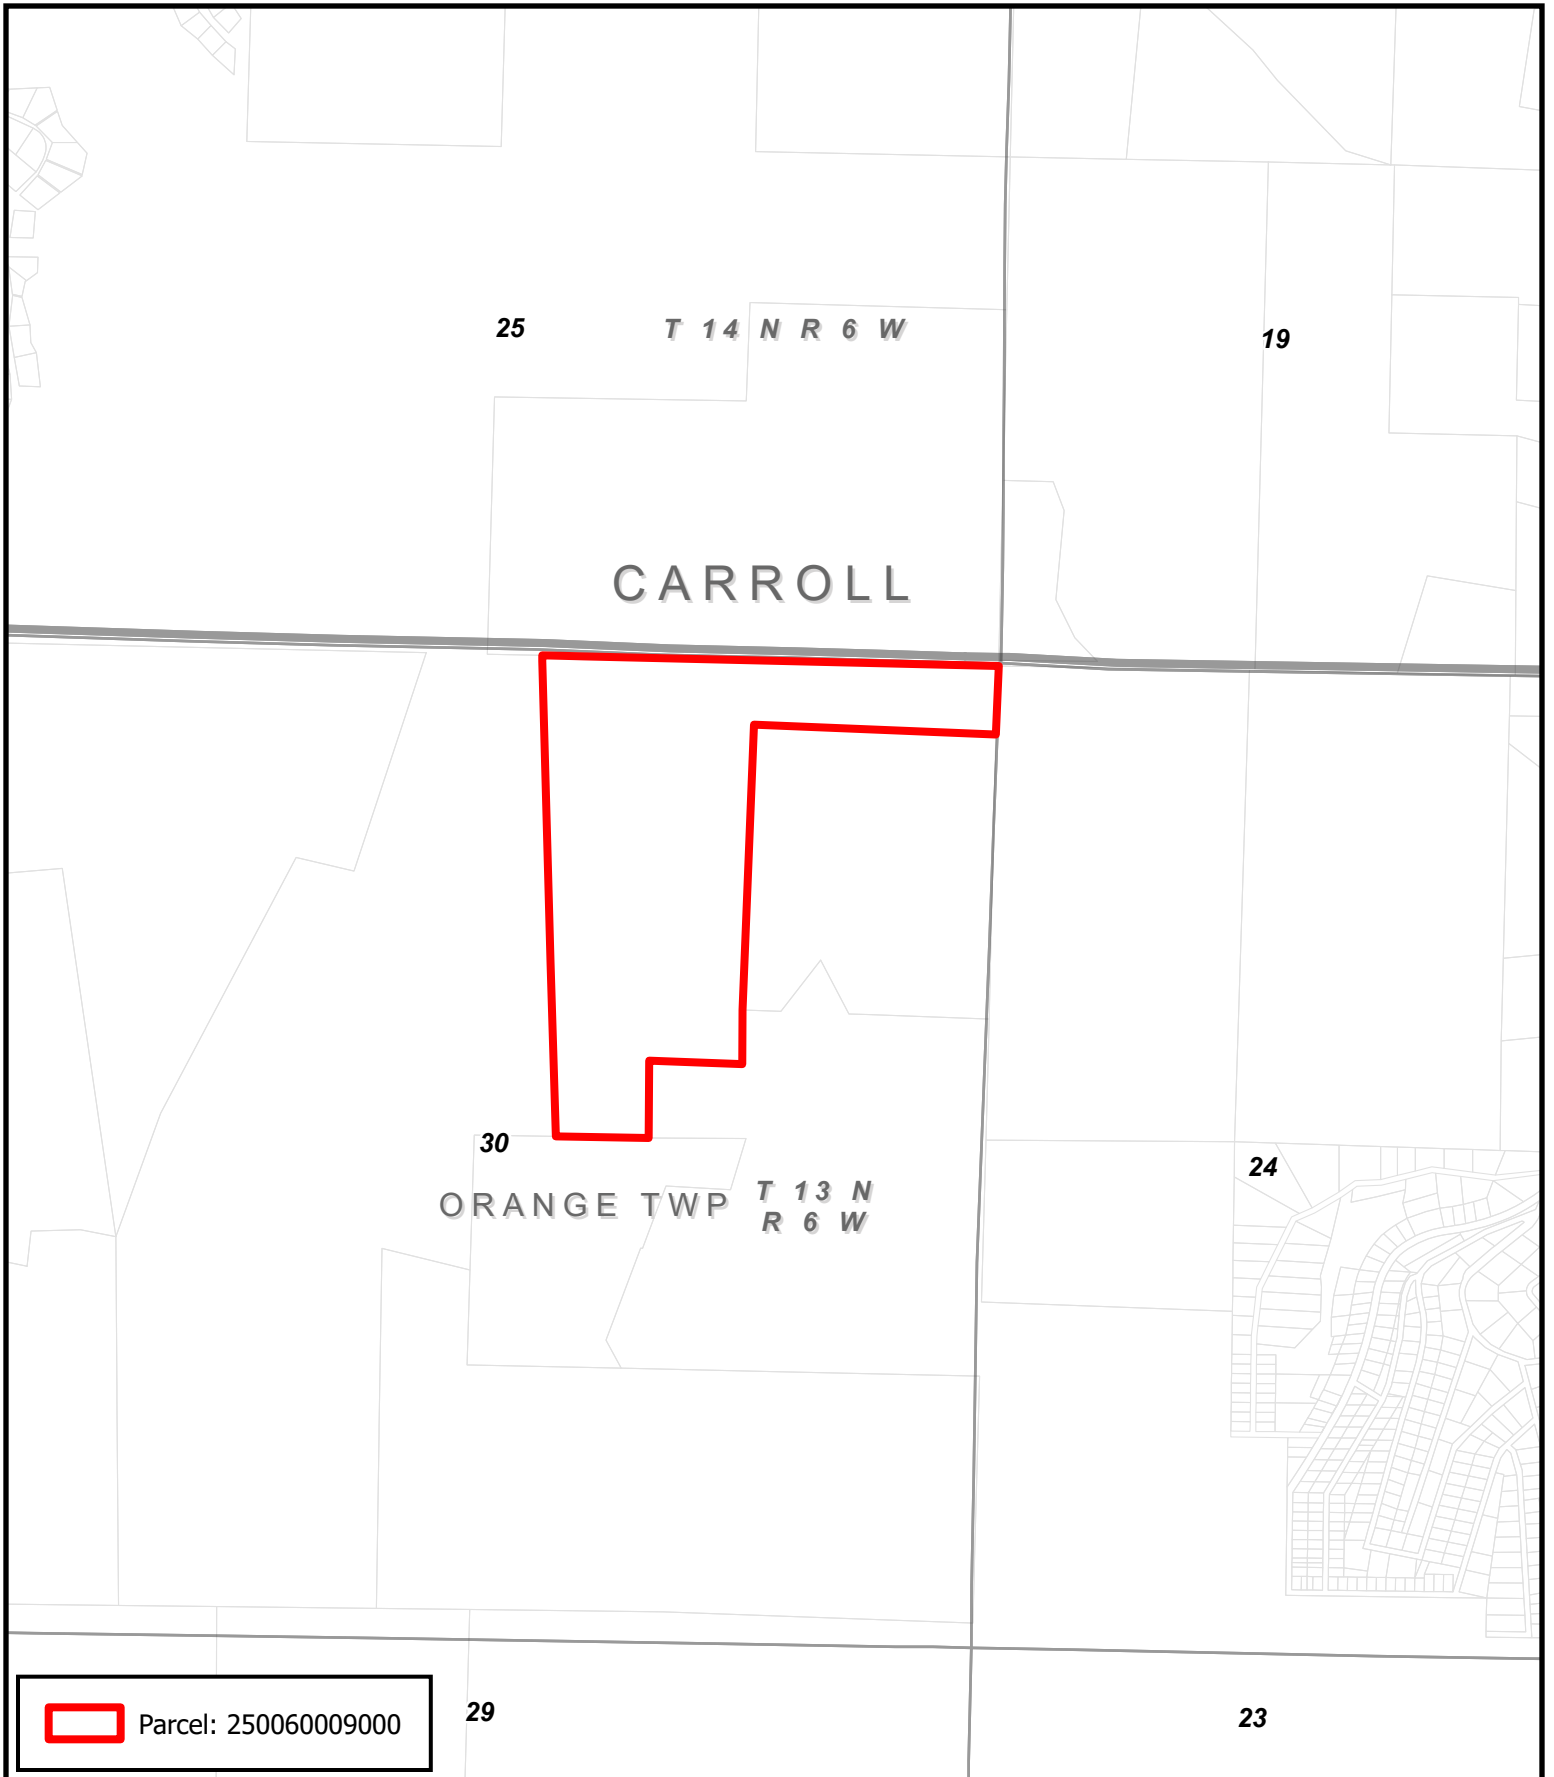 25
T 14 N R 6 W
19
CARROLL
30
24
ORANGE TWP
T 13 N
R 6 W
Parcel: 250060009000
29
23